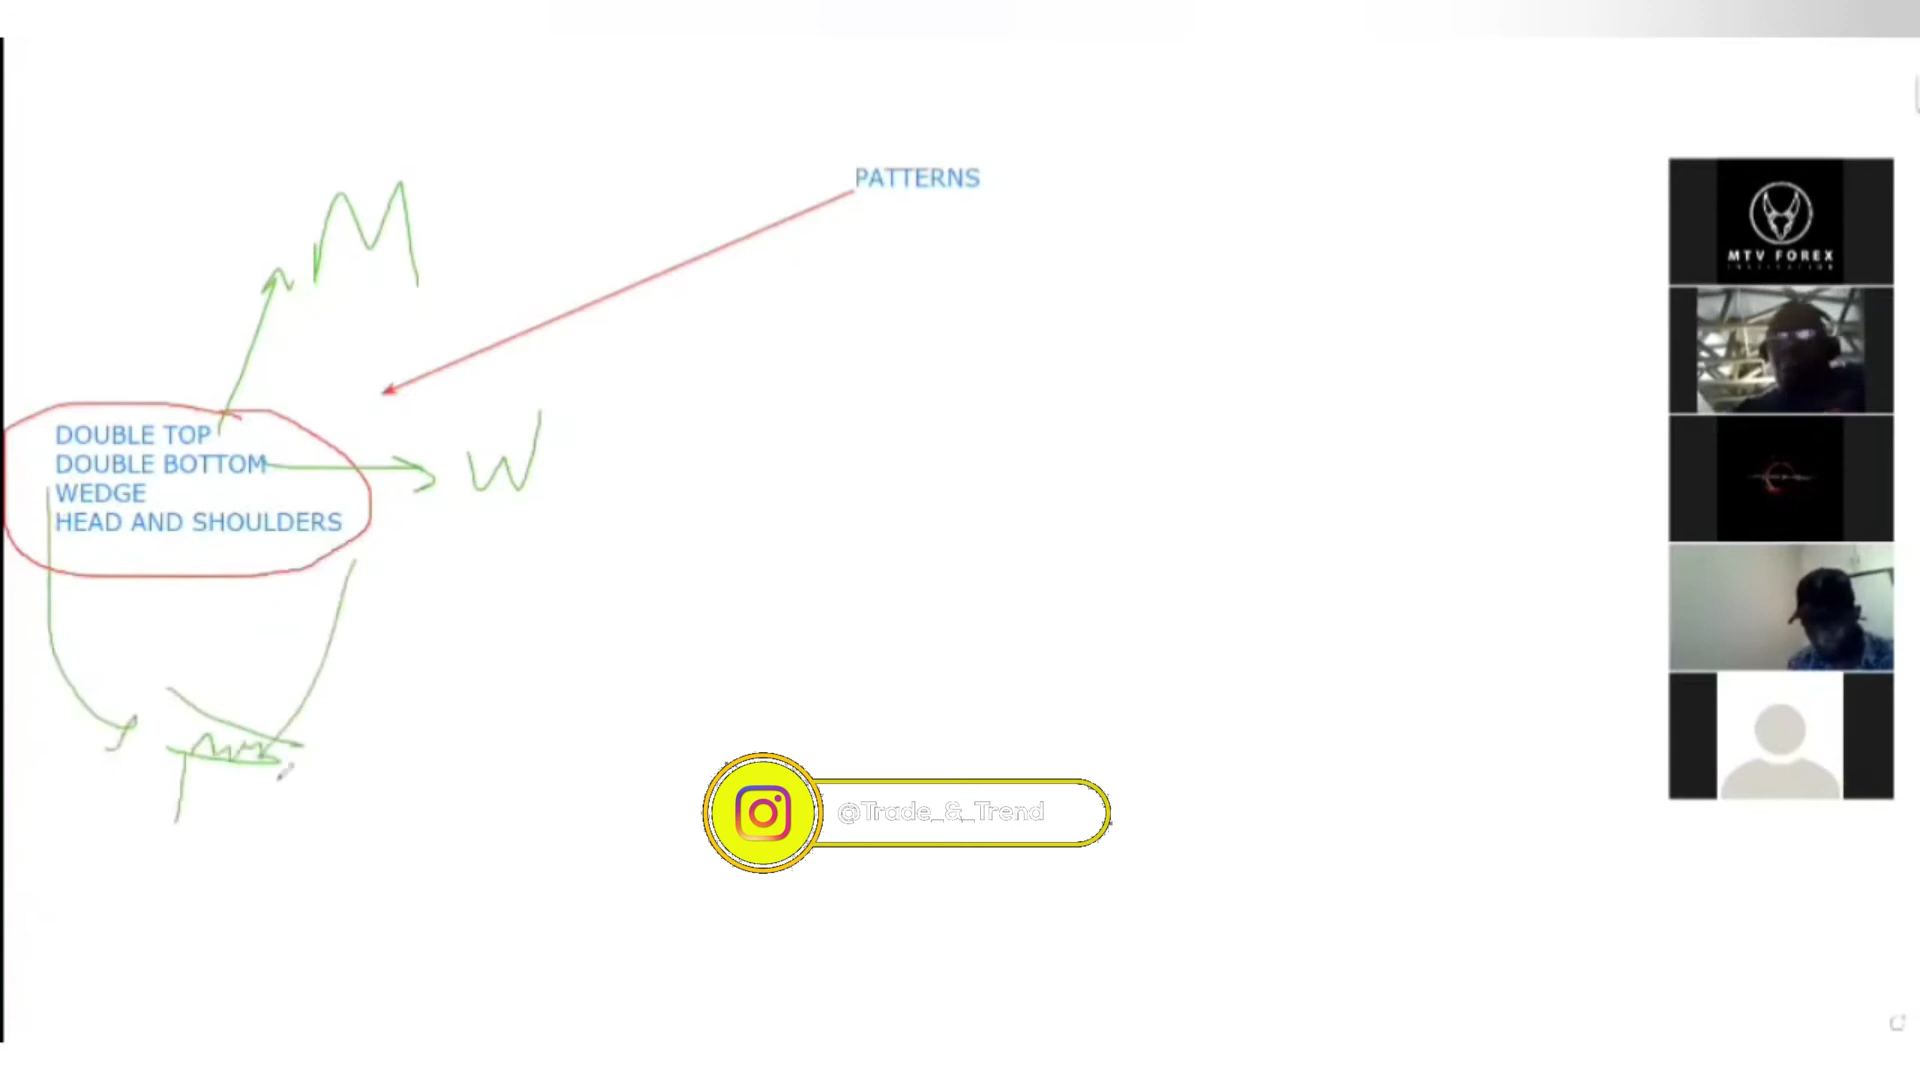 PATTERNS
M
DOUBLE TOP
DOUBLE BOTTOM
W
WEDGE
HEAD AND SHOULDERS
@Trade_&_Trend
MTV FOREX